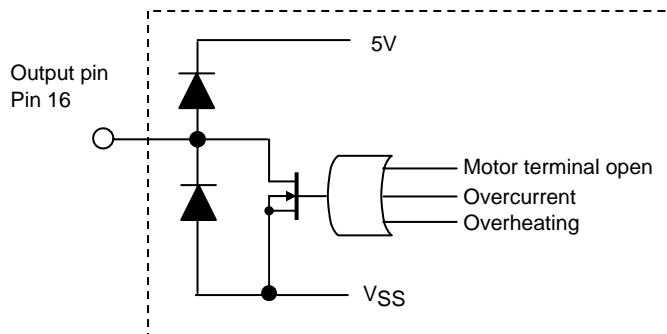 5V
Output pin
Pin 16
Motor terminal open
Overcurrent
Overheating
VSS